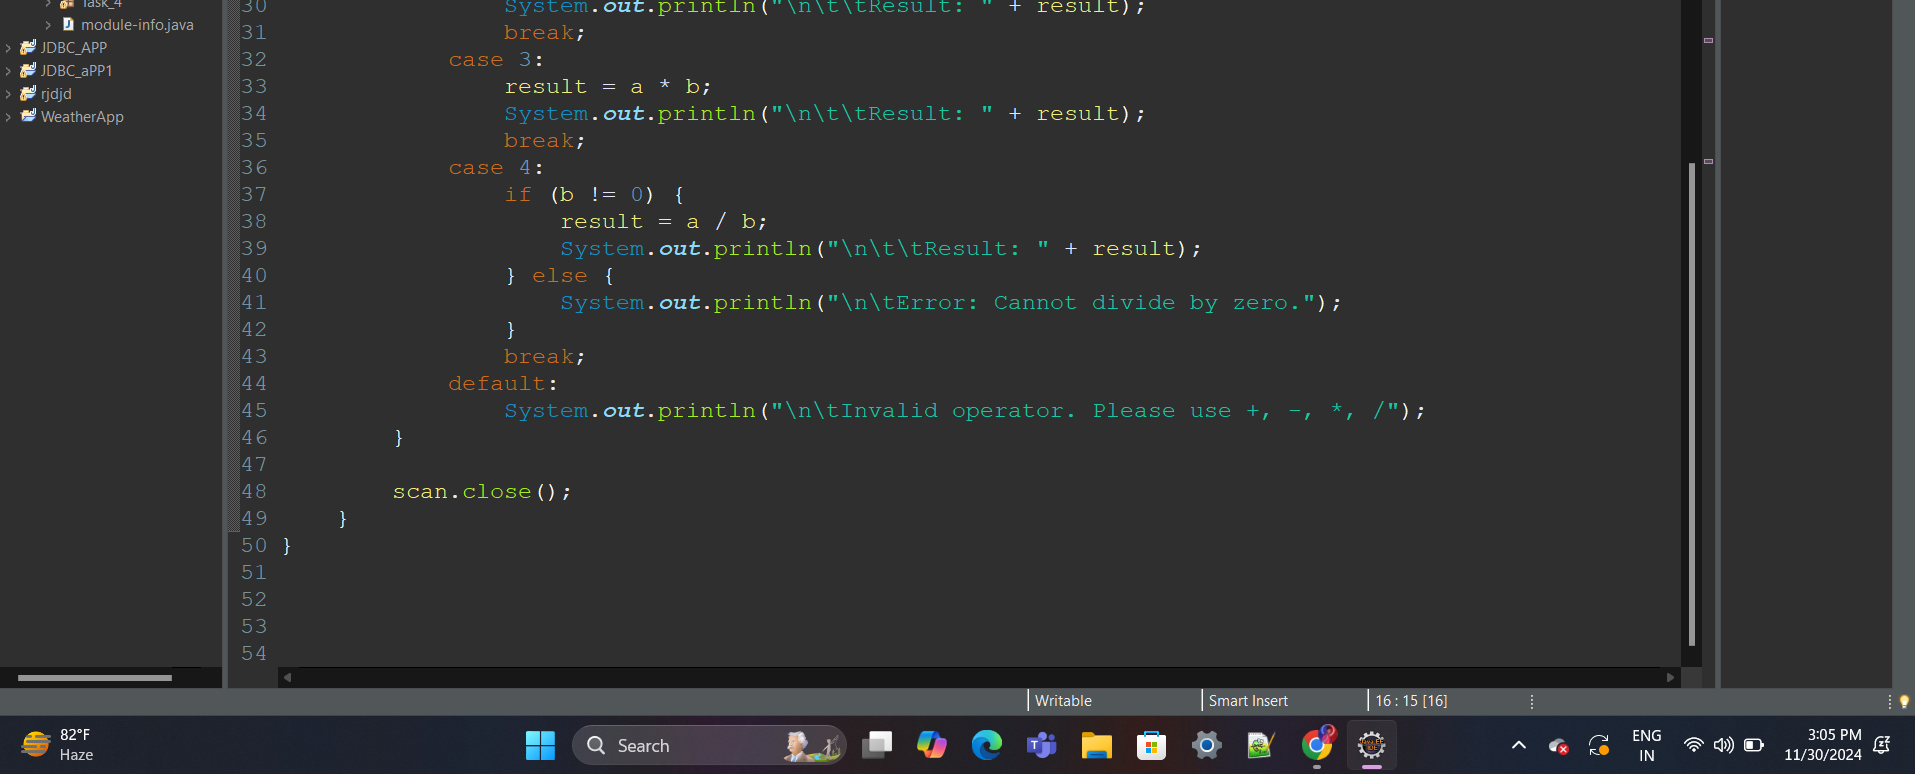 Task_4
module-info.java
JDBC_APP
JDBC_aPP1
rjdjd
WeatherApp
30 System.out.println("\n\t\tResult: " + result);
31 break;
32 case 3:
33 result = a * b;
34 System.out.println("\n\t\tResult: " + result);
35 break;
36 case 4:
37 if (b != 0) {
38 result = a / b;
39 System.out.println("\n\t\tResult: " + result);
40 } else {
41 System.out.println("\n\tError: Cannot divide by zero.");
42 }
43 break;
44 default:
45 System.out.println("\n\tInvalid operator. Please use +, -, *, /");
46 }
47
48 scan.close();
49 }
50 }
51
52
53
54
Writable Smart Insert 16 : 15 [16]
82°F
Haze
Search
ENG
IN
3:05 PM
11/30/2024